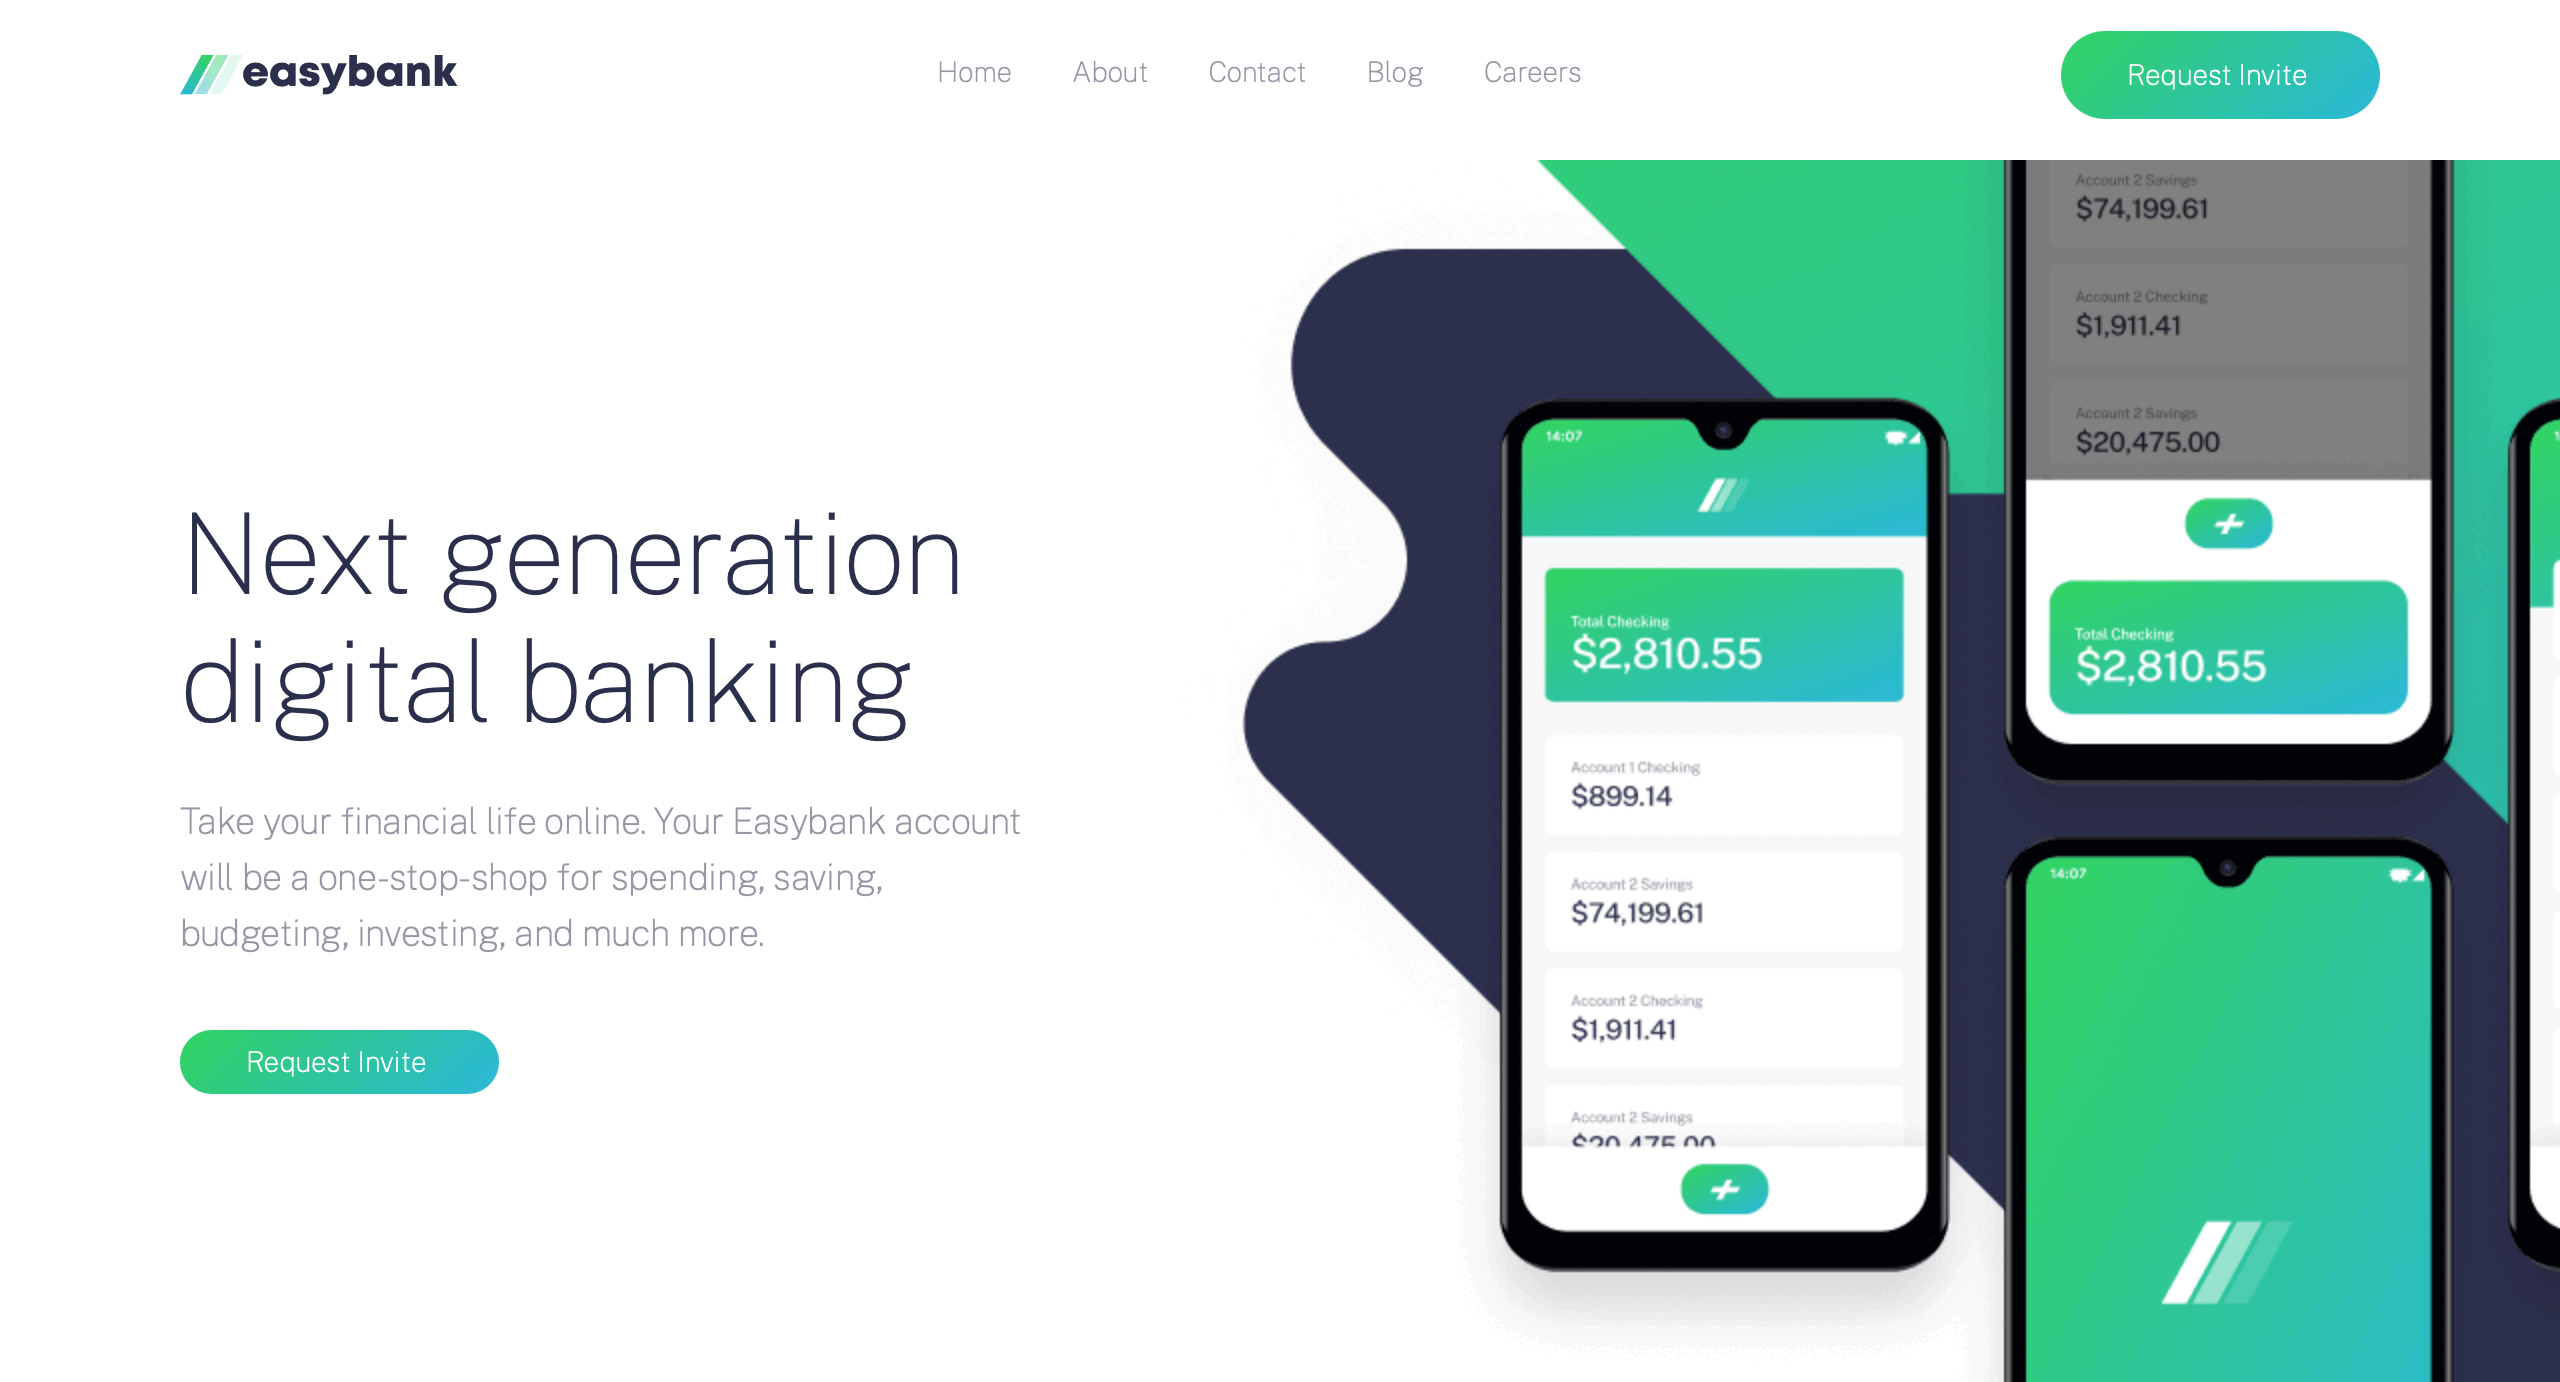 easybank
Home
About
Contact
Blog
Careers
Request Invite
Next generation
digital banking
Take your financial life online. Your Easybank account
will be a one-stop-shop for spending, saving,
budgeting, investing, and much more.
Request Invite
14:07
Total Checking
$2,810.55
Account 1 Checking
$899.14
Account 2 Savings
$74,199.61
Account 2 Checking
$1,911.41
Account 2 Savings
$20,475.00
Account 2 Savings
$74,199.61
Account 2 Checking
$1,911.41
Account 2 Savings
$20,475.00
Total Checking
$2,810.55
14:07